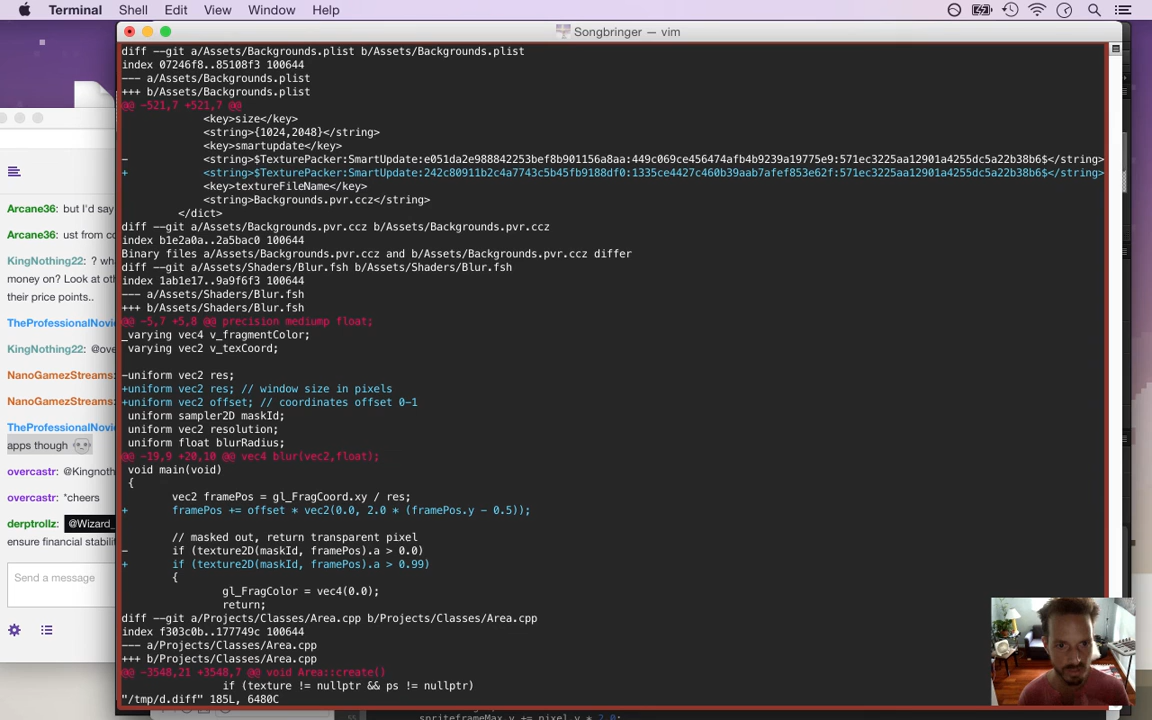 Terminal Shell Edit View Window Help
Songbringer — vim
diff --git a/Assets/Backgrounds.plist b/Assets/Backgrounds.plist
index 07246f8..85108f3 100644
--- a/Assets/Backgrounds.plist
+++ b/Assets/Backgrounds.plist
@@ -521,7 +521,7 @@
<key>size</key>
<string>{1024,2048}</string>
<key>smartupdate</key>
- <string>$TexturePacker:SmartUpdate:e051da2e988842253bef8b901156a8aa:449c069ce456474afb4b9239a19775e9:571ec3225aa12901a4255dc5a22b38b6$</string>
+ <string>$TexturePacker:SmartUpdate:242c80911b2c4a7743c5b45fb9188df0:1335ce4427c460b39aab7afef853e62f:571ec3225aa12901a4255dc5a22b38b6$</string>
<key>textureFileName</key>
<string>Backgrounds.pvr.ccz</string>
</dict>
diff --git a/Assets/Backgrounds.pvr.ccz b/Assets/Backgrounds.pvr.ccz
index b1e2a0a..2a5bac0 100644
Binary files a/Assets/Backgrounds.pvr.ccz and b/Assets/Backgrounds.pvr.ccz differ
diff --git a/Assets/Shaders/Blur.fsh b/Assets/Shaders/Blur.fsh
index 1ab1e17..9a9f6f3 100644
--- a/Assets/Shaders/Blur.fsh
+++ b/Assets/Shaders/Blur.fsh
@@ -5,7 +5,8 @@ precision mediump float;
varying vec4 v_fragmentColor;
varying vec2 v_texCoord;
-uniform vec2 res;
+uniform vec2 res; // window size in pixels
+uniform vec2 offset; // coordinates offset 0-1
uniform sampler2D maskId;
uniform vec2 resolution;
uniform float blurRadius;
@@ -19,9 +20,10 @@ vec4 blur(vec2,float);
void main(void)
{
vec2 framePos = gl_FragCoord.xy / res;
+ framePos += offset * vec2(0.0, 2.0 * (framePos.y - 0.5));
// masked out, return transparent pixel
- if (texture2D(maskId, framePos).a > 0.0)
+ if (texture2D(maskId, framePos).a > 0.99)
{
gl_FragColor = vec4(0.0);
return;
diff --git a/Projects/Classes/Area.cpp b/Projects/Classes/Area.cpp
index f303c0b..177749c 100644
--- a/Projects/Classes/Area.cpp
+++ b/Projects/Classes/Area.cpp
@@ -3548,21 +3548,7 @@ void Area::create()
if (texture != nullptr && ps != nullptr)
"/tmp/d.diff" 185L, 6480C
Arcane36: but I'd say
Arcane36: ust from co
KingNothing22: ? wh
money on? Look at ot
their price points..
TheProfessionalNovi
KingNothing22: @ove
NanoGamezStreams:
NanoGamezStreams:
TheProfessionalNovi
apps though
overcastr: @Kingnoth
overcastr: *cheers
derptrollz: @Wizard_
ensure financial stabilit
Send a message
spriteframeMax.y += pixel.y * 2.0;